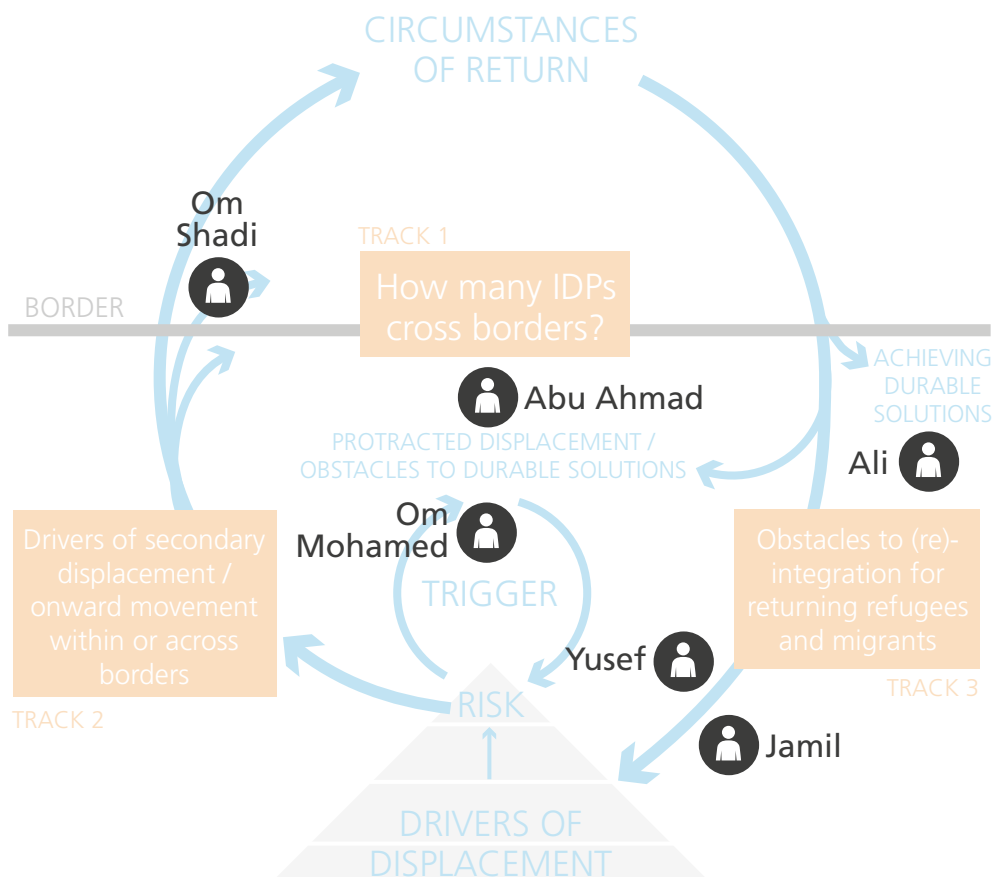 CIRCUMSTANCES
OF RETURN
Om
Shadi
TRACK 1
How many IDPs
cross borders?
BORDER
ACHIEVING
DURABLE
SOLUTIONS
Abu Ahmad
PROTRACTED DISPLACEMENT /
OBSTACLES TO DURABLE SOLUTIONS
Ali
Om
Mohamed
TRIGGER
Drivers of secondary
displacement /
onward movement
within or across
borders
TRACK 2
Obstacles to (re)-
integration for
returning refugees
and migrants
TRACK 3
Yusef
RISK
Jamil
DRIVERS OF
DISPLACEMENT